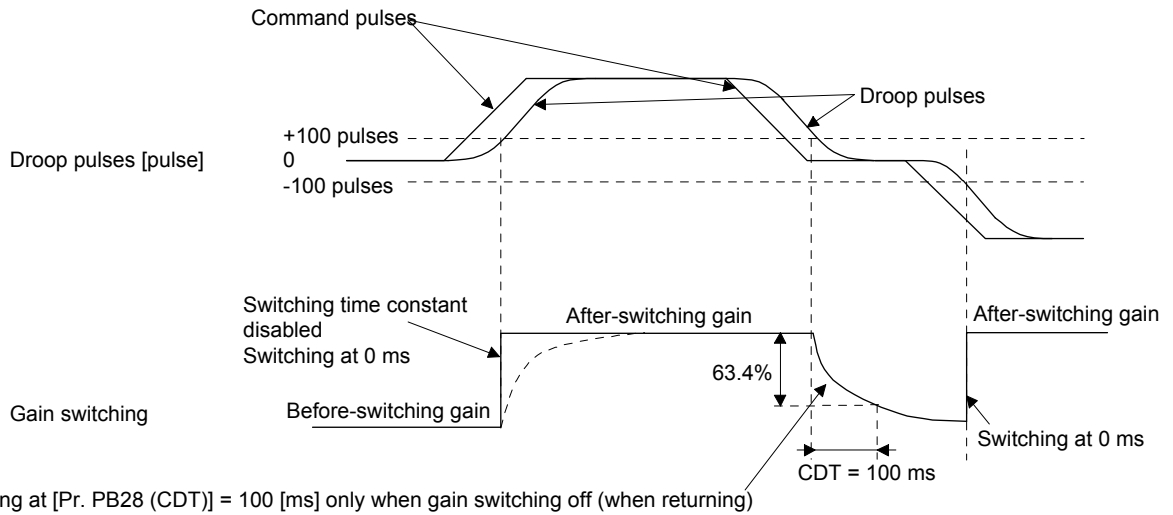 Command pulses
Droop pulses
+100 pulses
Droop pulses [pulse]
0
-100 pulses
Switching time constant
disabled
Switching at 0 ms
After-switching gain
After-switching gain
63.4%
Gain switching
Before-switching gain
Switching at 0 ms
CDT = 100 ms
ng at [Pr. PB28 (CDT)] = 100 [ms] only when gain switching off (when returning)